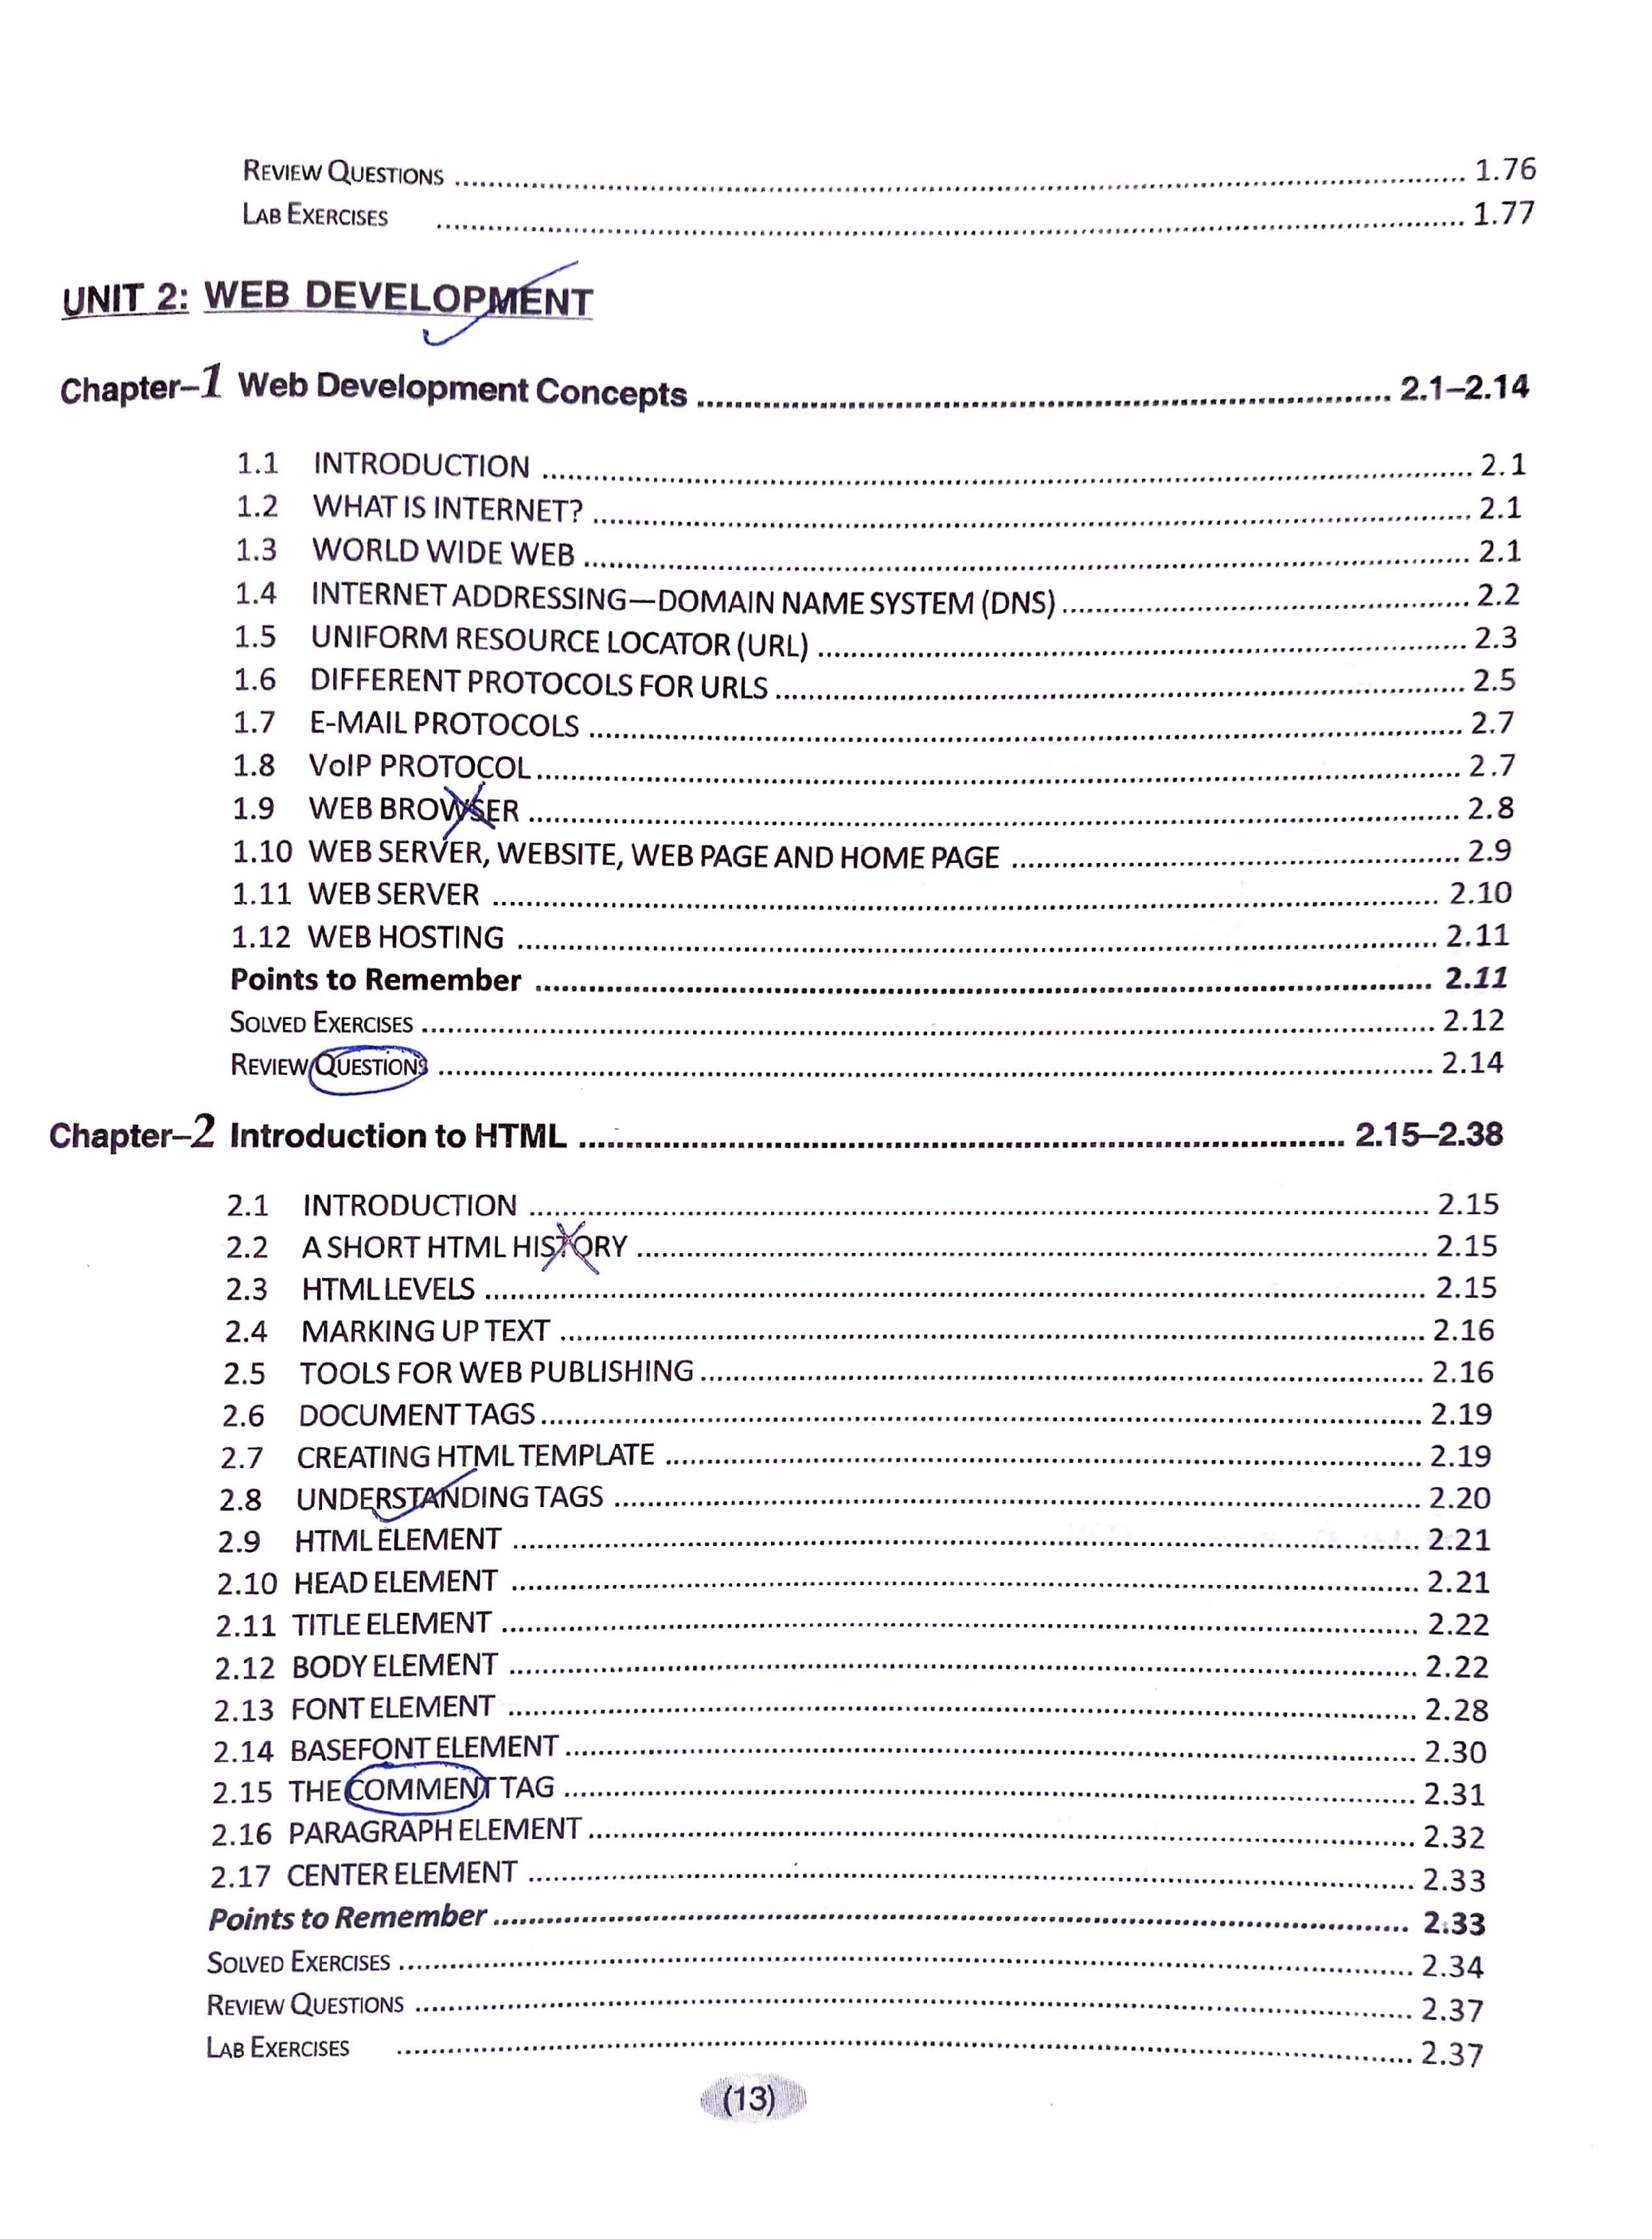 REVIEW QUESTIONS ........ 1.76
LAB EXERCISES ........ 1.77
UNIT 2: WEB DEVELOPMENT
Chapter–1 Web Development Concepts ........ 2.1–2.14
1.1 INTRODUCTION ........ 2.1
1.2 WHAT IS INTERNET? ........ 2.1
1.3 WORLD WIDE WEB ........ 2.1
1.4 INTERNET ADDRESSING—DOMAIN NAME SYSTEM (DNS) ........ 2.2
1.5 UNIFORM RESOURCE LOCATOR (URL) ........ 2.3
1.6 DIFFERENT PROTOCOLS FOR URLS ........ 2.5
1.7 E-MAIL PROTOCOLS ........ 2.7
1.8 VoIP PROTOCOL ........ 2.7
1.9 WEB BROWSER ........ 2.8
1.10 WEB SERVER, WEBSITE, WEB PAGE AND HOME PAGE ........ 2.9
1.11 WEB SERVER ........ 2.10
1.12 WEB HOSTING ........ 2.11
Points to Remember ........ 2.11
SOLVED EXERCISES ........ 2.12
REVIEW QUESTIONS ........ 2.14
Chapter–2 Introduction to HTML ........ 2.15–2.38
2.1 INTRODUCTION ........ 2.15
2.2 A SHORT HTML HISTORY ........ 2.15
2.3 HTML LEVELS ........ 2.15
2.4 MARKING UP TEXT ........ 2.16
2.5 TOOLS FOR WEB PUBLISHING ........ 2.16
2.6 DOCUMENT TAGS ........ 2.19
2.7 CREATING HTML TEMPLATE ........ 2.19
2.8 UNDERSTANDING TAGS ........ 2.20
2.9 HTML ELEMENT ........ 2.21
2.10 HEAD ELEMENT ........ 2.21
2.11 TITLE ELEMENT ........ 2.22
2.12 BODY ELEMENT ........ 2.22
2.13 FONT ELEMENT ........ 2.28
2.14 BASEFONT ELEMENT ........ 2.30
2.15 THE COMMENT TAG ........ 2.31
2.16 PARAGRAPH ELEMENT ........ 2.32
2.17 CENTER ELEMENT ........ 2.33
Points to Remember ........ 2.33
SOLVED EXERCISES ........ 2.34
REVIEW QUESTIONS ........ 2.37
LAB EXERCISES ........ 2.37
(13)